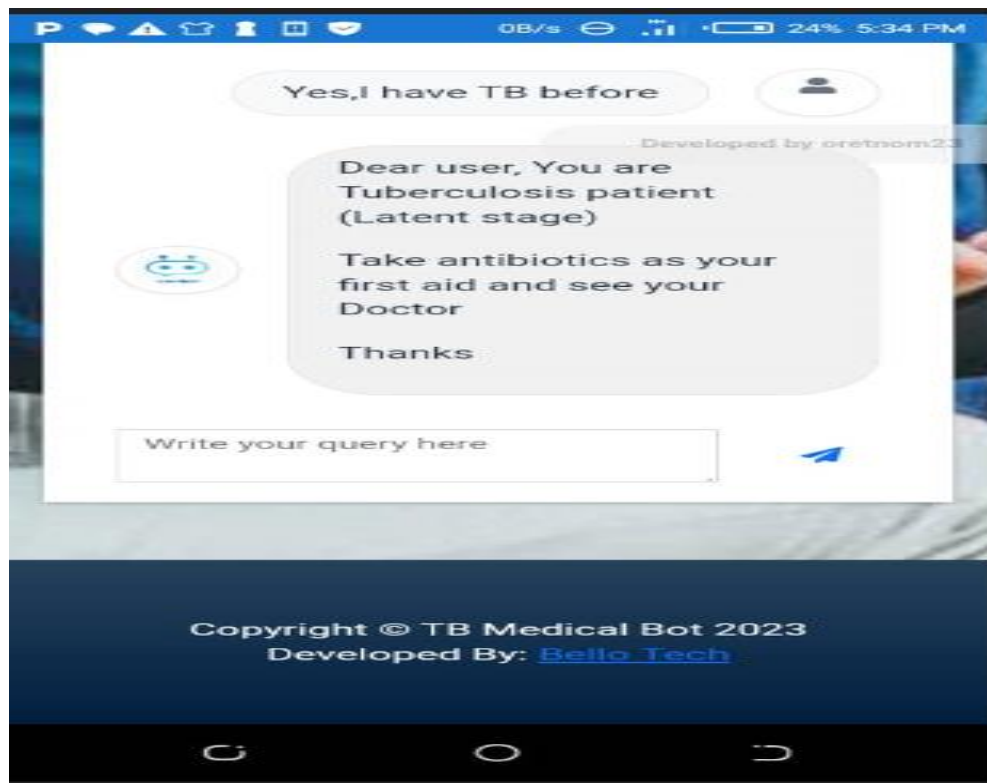 0B/s 24% 5:34 PM
Yes,I have TB before
Developed by oretnom23
Dear user, You are
Tuberculosis patient
(Latent stage)
Take antibiotics as your
first aid and see your
Doctor
Thanks
Write your query here
Copyright © TB Medical Bot 2023
Developed By: Bello Tech